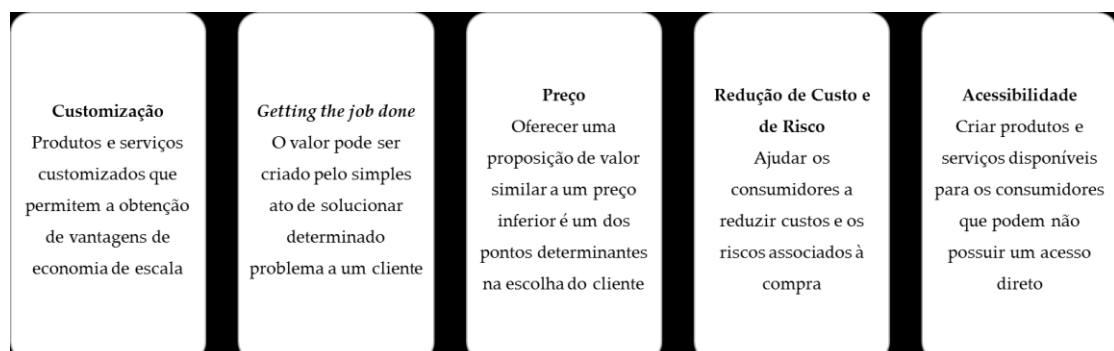 Customização
Produtos e serviços
customizados que
permitem a obtenção
de vantagens de
economia de escala
Getting the job done
O valor pode ser
criado pelo simples
ato de solucionar
determinado
problema a um cliente
Preço
Oferecer uma
proposição de valor
similar a um preço
inferior é um dos
pontos determinantes
na escolha do cliente
Redução de Custo e
de Risco
Ajudar os
consumidores a
reduzir custos e os
riscos associados à
compra
Acessibilidade
Criar produtos e
serviços disponíveis
para os consumidores
que podem não
possuir um acesso
direto